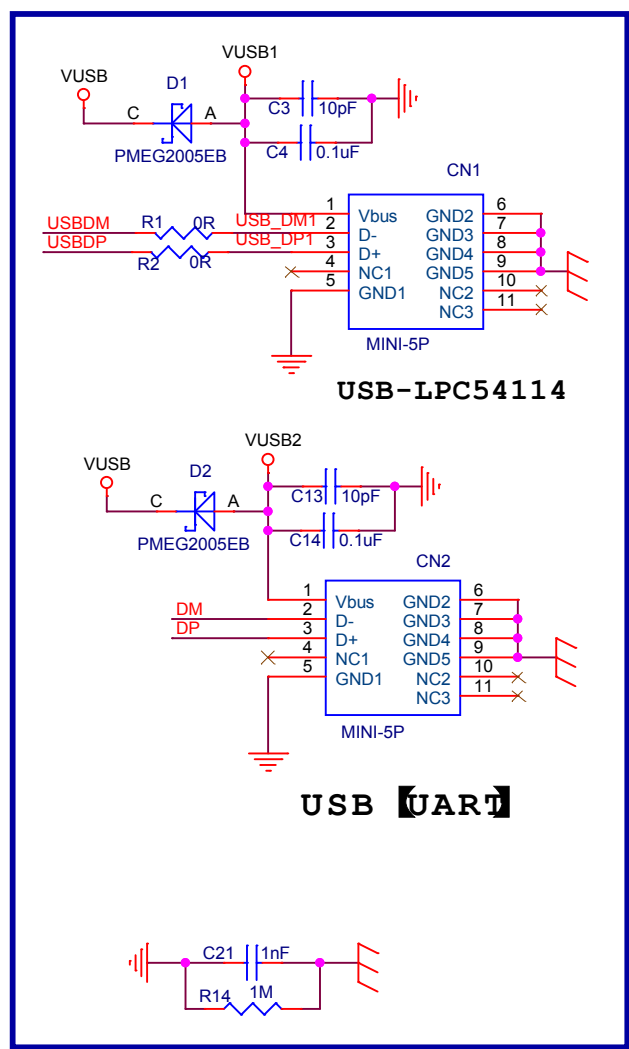 VUSB1
VUSB D1
C A
C3 10pF
C4 0.1uF
PMEG2005EB
CN1
USBDM R1 0R USB_DM1
USBDP R2 0R USB_DP1
1 Vbus GND2 6
2 D- GND3 7
3 D+ GND4 8
4 NC1 GND5 9
5 GND1 NC2 10
NC3 11
MINI-5P
USB-LPC54114
VUSB2
VUSB D2
C A
C13 10pF
C14 0.1uF
PMEG2005EB
CN2
1 Vbus GND2 6
DM 2 D- GND3 7
DP 3 D+ GND4 8
4 NC1 GND5 9
5 GND1 NC2 10
NC3 11
MINI-5P
USB【UART】
C21 1nF
R14 1M